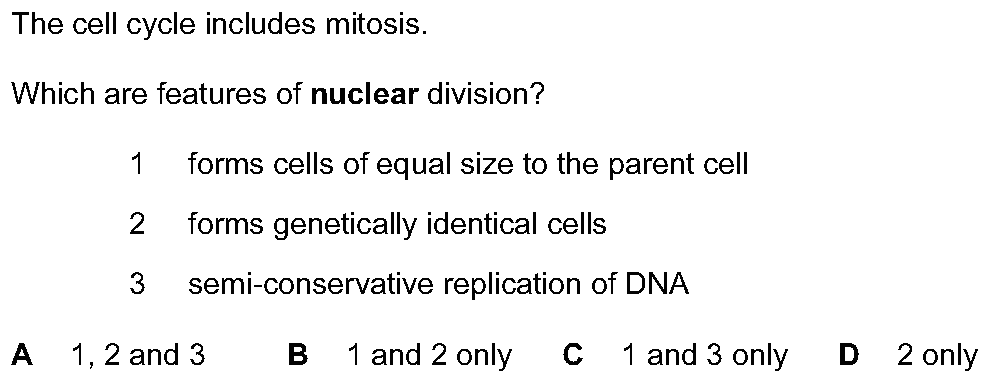 The cell cycle includes mitosis.
Which are features of nuclear division?
1 forms cells of equal size to the parent cell
2 forms genetically identical cells
3 semi-conservative replication of DNA
A 1, 2 and 3 B 1 and 2 only C 1 and 3 only D 2 only